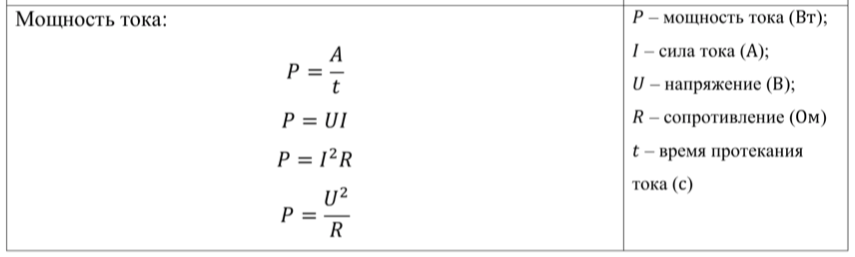 Мощность тока:
P = A/t
P = UI
P = I²R
P = U²/R
P – мощность тока (Вт);
I – сила тока (А);
U – напряжение (В);
R – сопротивление (Ом)
t – время протекания
тока (с)